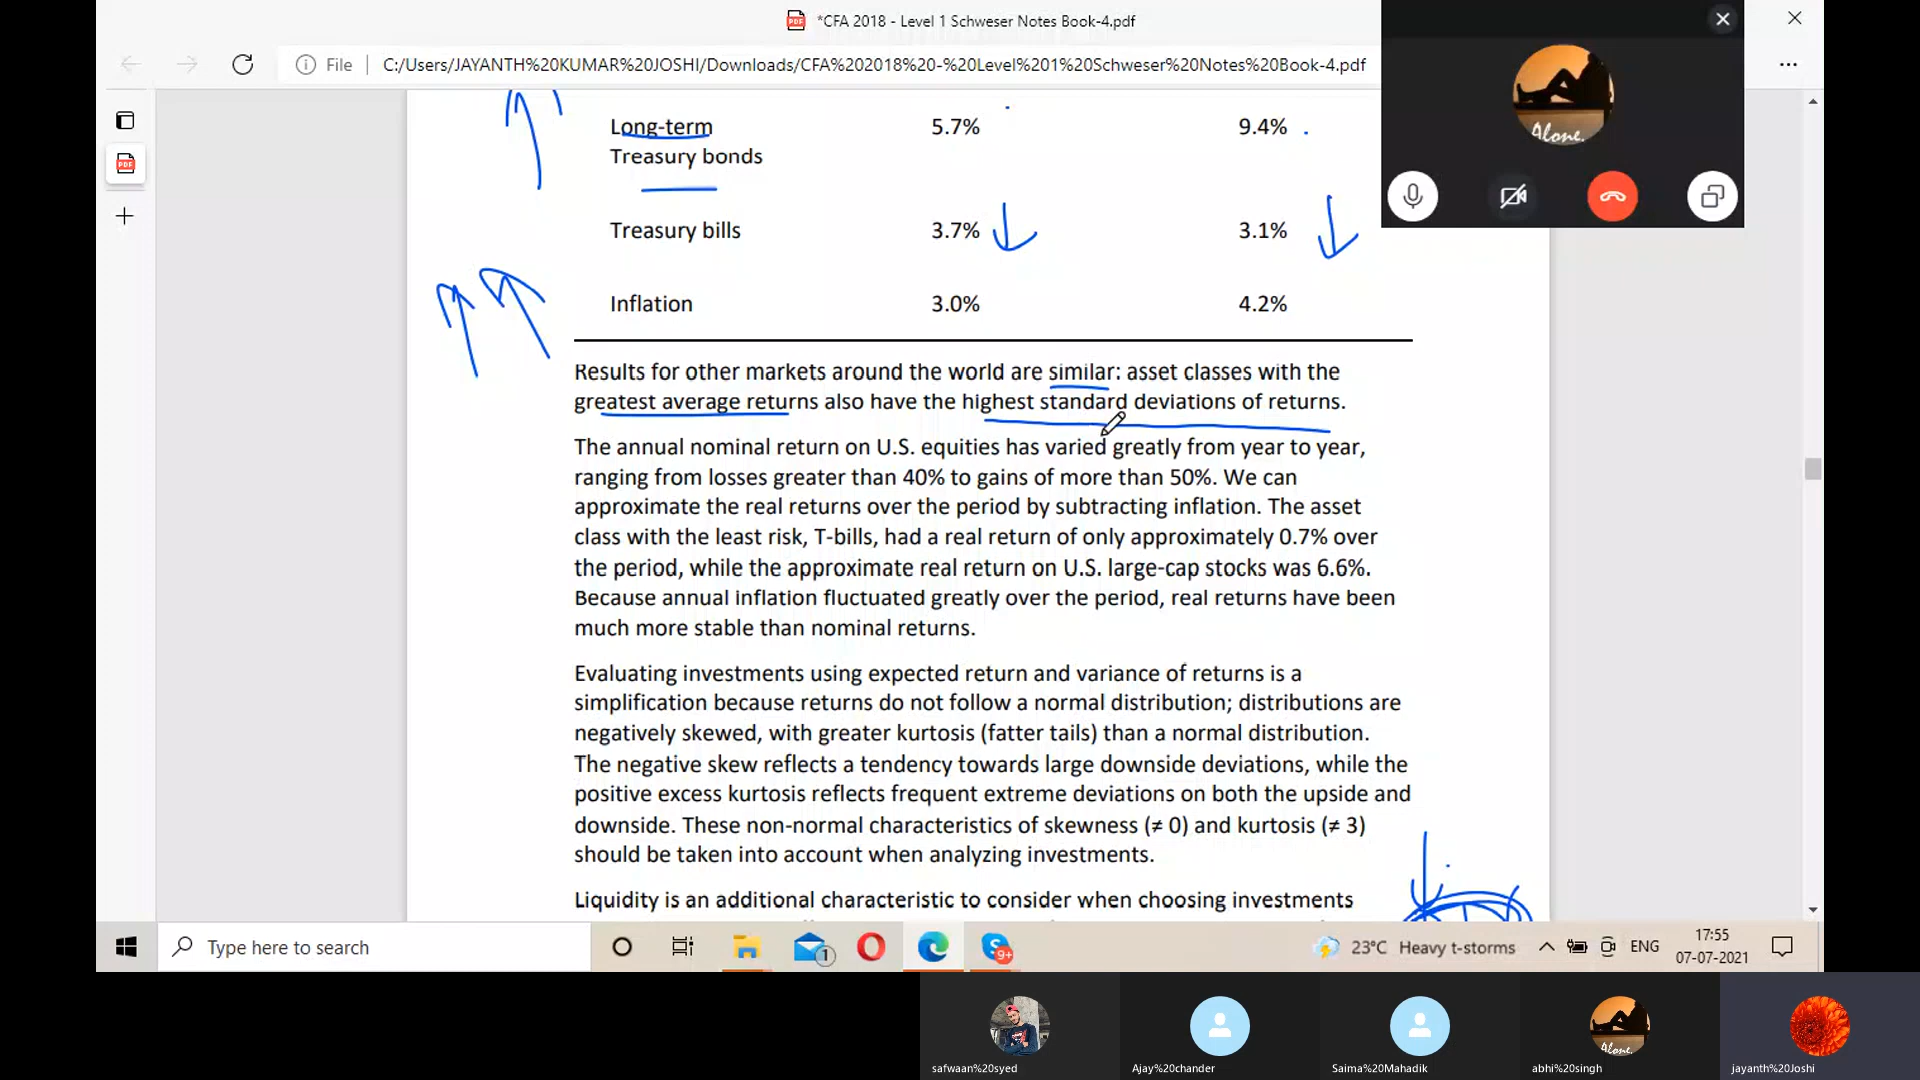 *CFA 2018 - Level 1 Schweser Notes Book-4.pdf
File
C:/Users/JAYANTH%20KUMAR%20JOSHI/Downloads/CFA%202018%20-%20Level%201%20Schweser%20Notes%20Book-4.pdf
Alone.
Long-term 5.7% 9.4%
Treasury bonds
Treasury bills 3.7% 3.1%
Inflation 3.0% 4.2%
Results for other markets around the world are similar: asset classes with the
greatest average returns also have the highest standard deviations of returns.
The annual nominal return on U.S. equities has varied greatly from year to year,
ranging from losses greater than 40% to gains of more than 50%. We can
approximate the real returns over the period by subtracting inflation. The asset
class with the least risk, T-bills, had a real return of only approximately 0.7% over
the period, while the approximate real return on U.S. large-cap stocks was 6.6%.
Because annual inflation fluctuated greatly over the period, real returns have been
much more stable than nominal returns.
Evaluating investments using expected return and variance of returns is a
simplification because returns do not follow a normal distribution; distributions are
negatively skewed, with greater kurtosis (fatter tails) than a normal distribution.
The negative skew reflects a tendency towards large downside deviations, while the
positive excess kurtosis reflects frequent extreme deviations on both the upside and
downside. These non-normal characteristics of skewness (≠ 0) and kurtosis (≠ 3)
should be taken into account when analyzing investments.
Liquidity is an additional characteristic to consider when choosing investments
Type here to search
1
9+
23°C Heavy t-storms
ENG
17:55
07-07-2021
Alone.
safwaan%20syed
Ajay%20chander
Saima%20Mahadik
abhi%20singh
jayanth%20Joshi